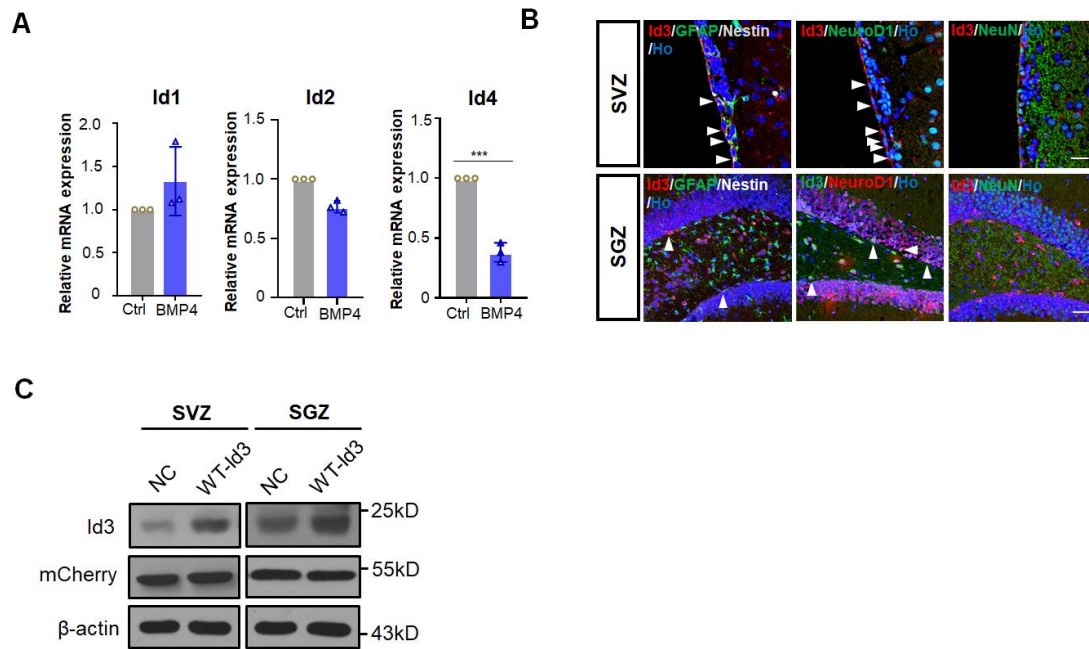 A
Id1
Relative mRNA expression
2.0
1.5
1.0
0.5
0
Ctrl
BMP4
Id2
Relative mRNA expression
1.5
1.0
0.5
0
Ctrl
BMP4
Id4
Relative mRNA expression
1.5
1.0
0.5
0
***
Ctrl
BMP4
B
SVZ
Id3/GFAP/Nestin
/Ho
Id3/NeuroD1/Ho
Id3/NeuN/Ho
SGZ
Id3/GFAP/Nestin
/Ho
Id3/NeuroD1/Ho
Id3/NeuN/Ho
C
SVZ
SGZ
NC
WT-Id3
NC
WT-Id3
Id3
25kD
mCherry
55kD
β-actin
43kD